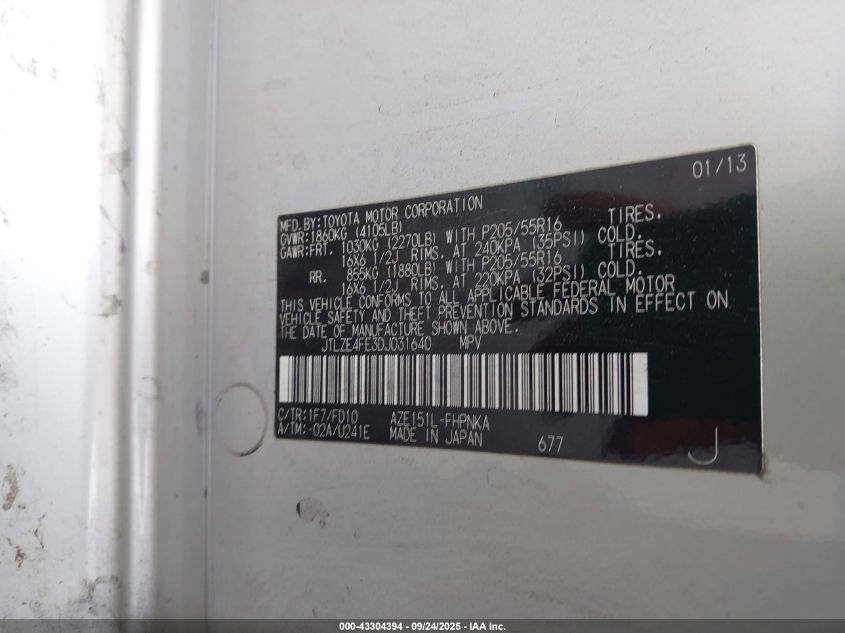 01/13
MFD. BY: TOYOTA MOTOR CORPORATION
GVWR: 1860KG (4105LB)
GAWR: FRT. 1030KG (2270LB) WITH P205/55R16 TIRES.
16X6 1/2J RIMS. AT 240KPA (35PSI) COLD.
RR. 855KG (1880LB) WITH P205/55R16 TIRES.
16X6 1/2J RIMS. AT 220KPA (32PSI) COLD.
THIS VEHICLE CONFORMS TO ALL APPLICABLE FEDERAL MOTOR
VEHICLE SAFETY AND THEFT PREVENTION STANDARDS IN EFFECT ON
THE DATE OF MANUFACTURE SHOWN ABOVE.
JTLZE4FE3DJ031640 MPV
C/TR: 1F7/FD10 AZE151L-FHPNKA
A/TM: -02A/U241E MADE IN JAPAN 677 J
000-43304394 - 09/24/2025 - IAA Inc.